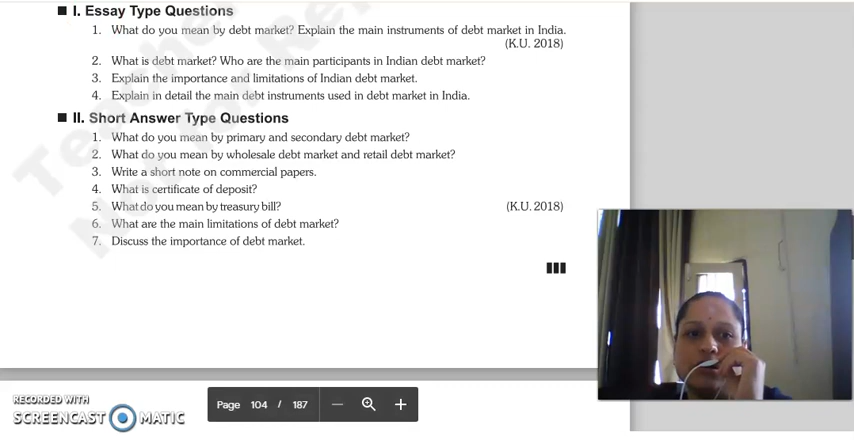 ■ I. Essay Type Questions
1. What do you mean by debt market? Explain the main instruments of debt market in India.
(K.U. 2018)
2. What is debt market? Who are the main participants in Indian debt market?
3. Explain the importance and limitations of Indian debt market.
4. Explain in detail the main debt instruments used in debt market in India.
■ II. Short Answer Type Questions
1. What do you mean by primary and secondary debt market?
2. What do you mean by wholesale debt market and retail debt market?
3. Write a short note on commercial papers.
4. What is certificate of deposit?
5. What do you mean by treasury bill? (K.U. 2018)
6. What are the main limitations of debt market?
7. Discuss the importance of debt market.
RECORDED WITH
SCREENCAST MATIC
Page 104 / 187